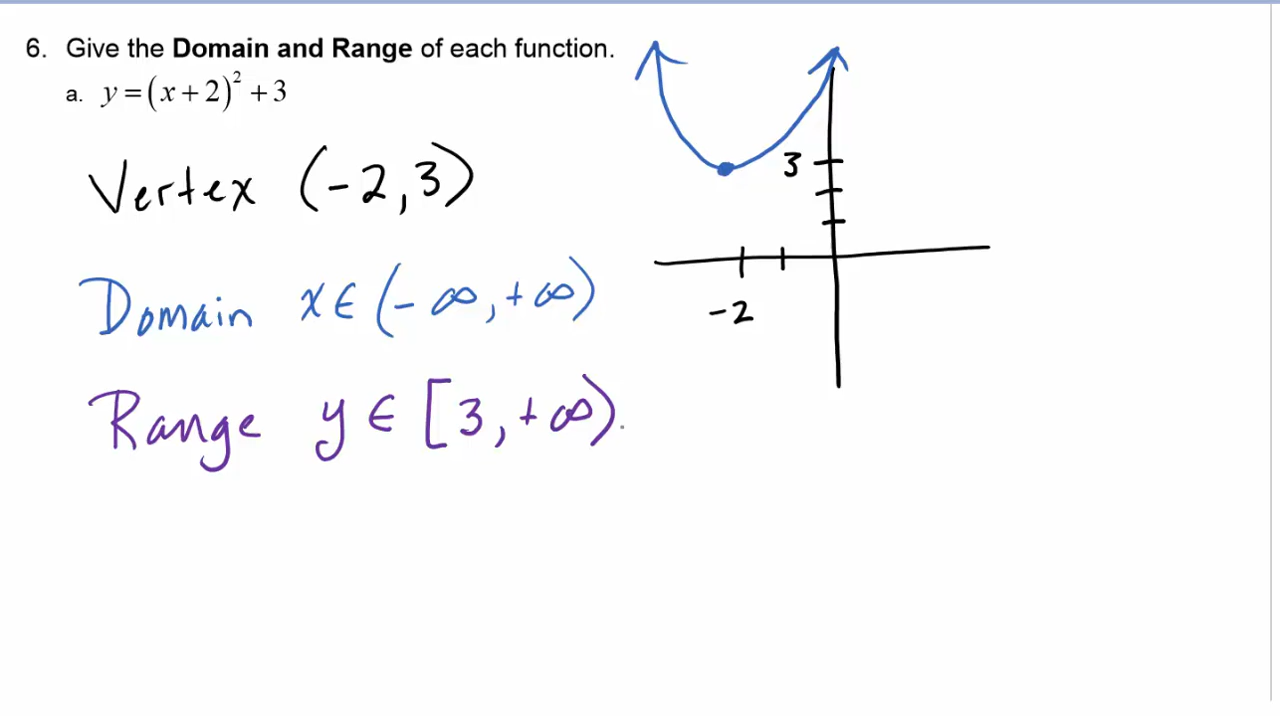 6. Give the Domain and Range of each function.
a. y=(x+2)²+3
Vertex (-2,3)
Domain x∈(-∞,+∞)
Range y∈[3,+∞)
3
-2